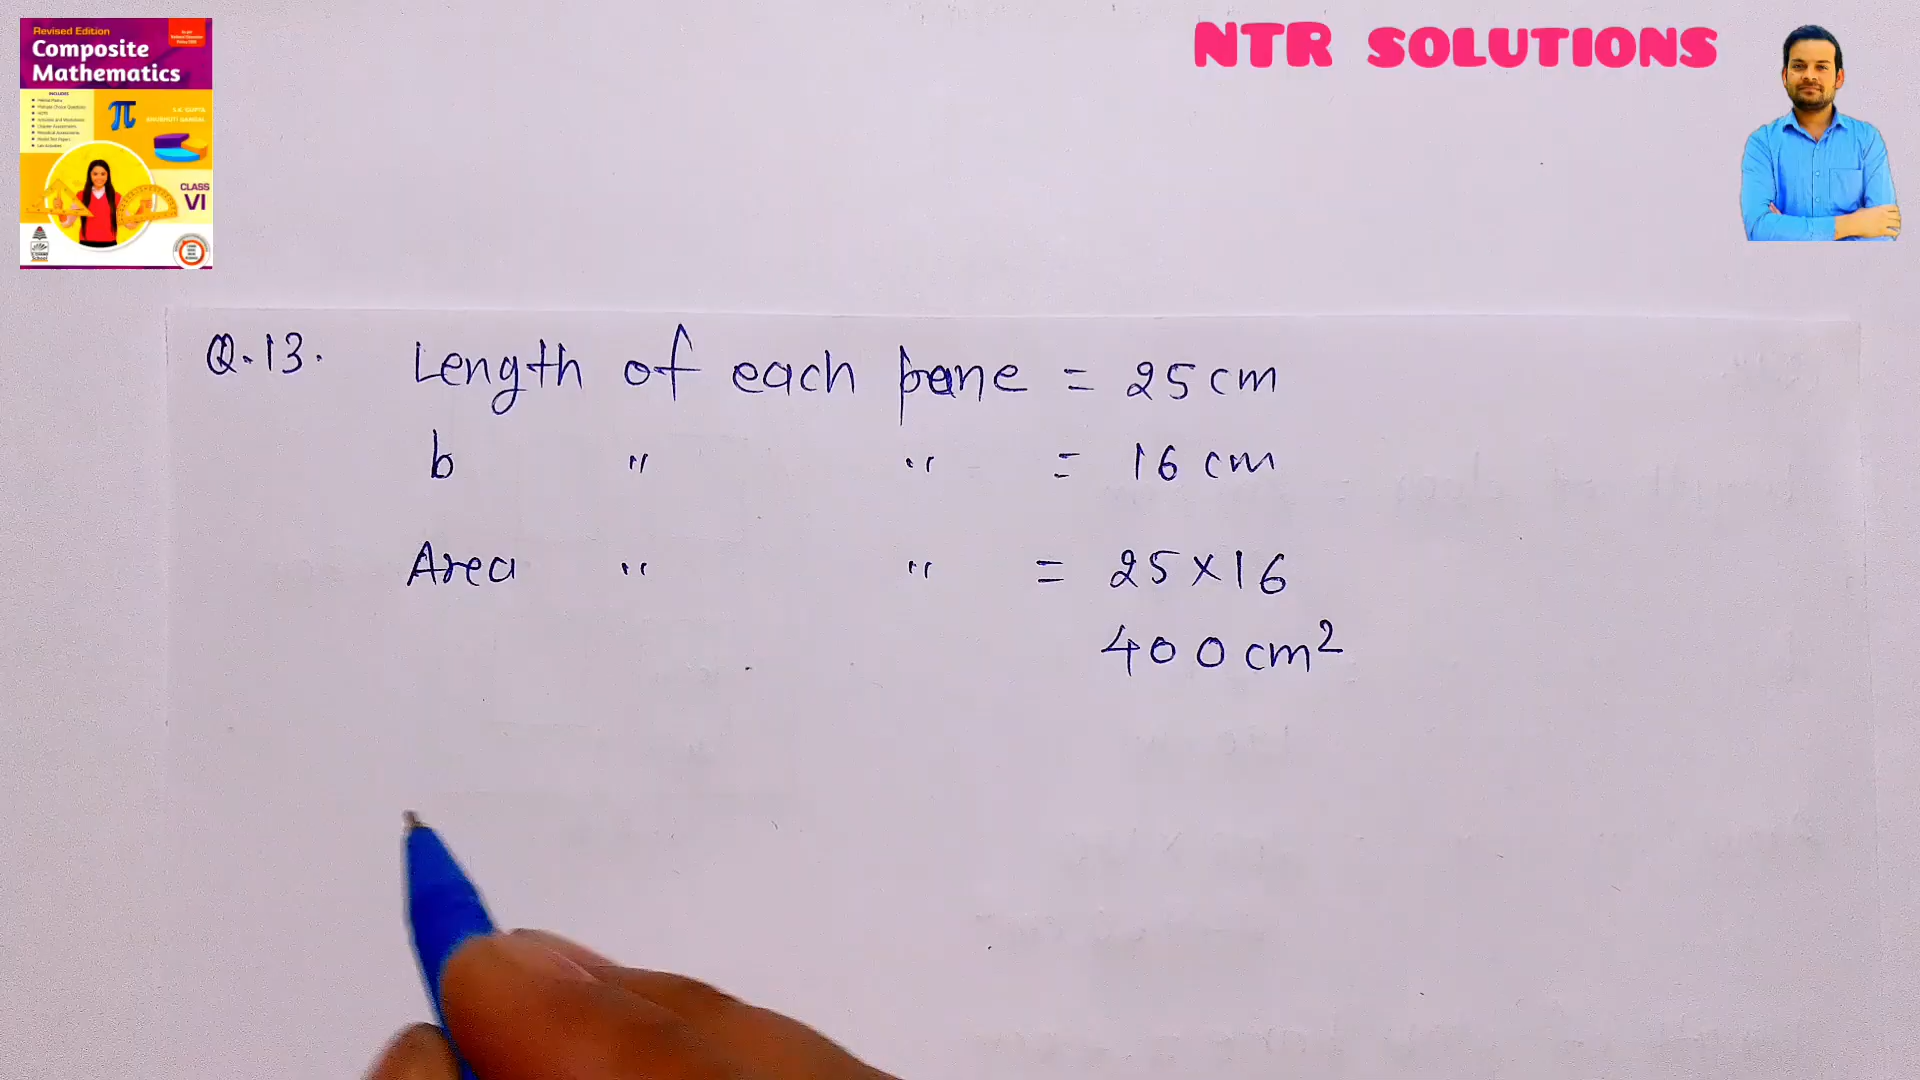 Revised Edition
Composite
Mathematics
INCLUDES
CLASS
VI
NTR SOLUTIONS
Q.13. Length of each pane = 25 cm
b " " = 16 cm
Area " " = 25×16
400 cm²